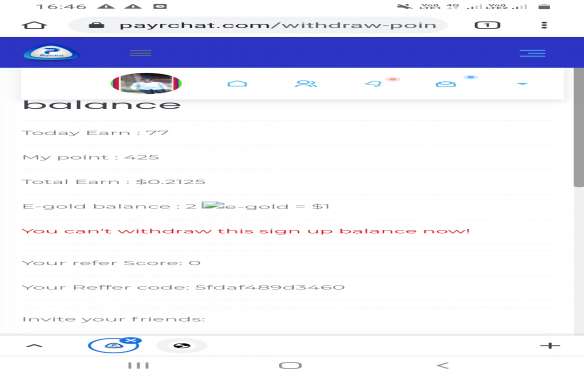 16:46
payrchat.com/withdraw-poin
1
balance
Today Earn : 77
My point : 425
Total Earn : $0.2125
E-gold balance : 2 e-gold = $1
You can't withdraw this sign up balance now!
Your refer Score: 0
Your Reffer code: 5fdaf489d3460
Invite your friends: